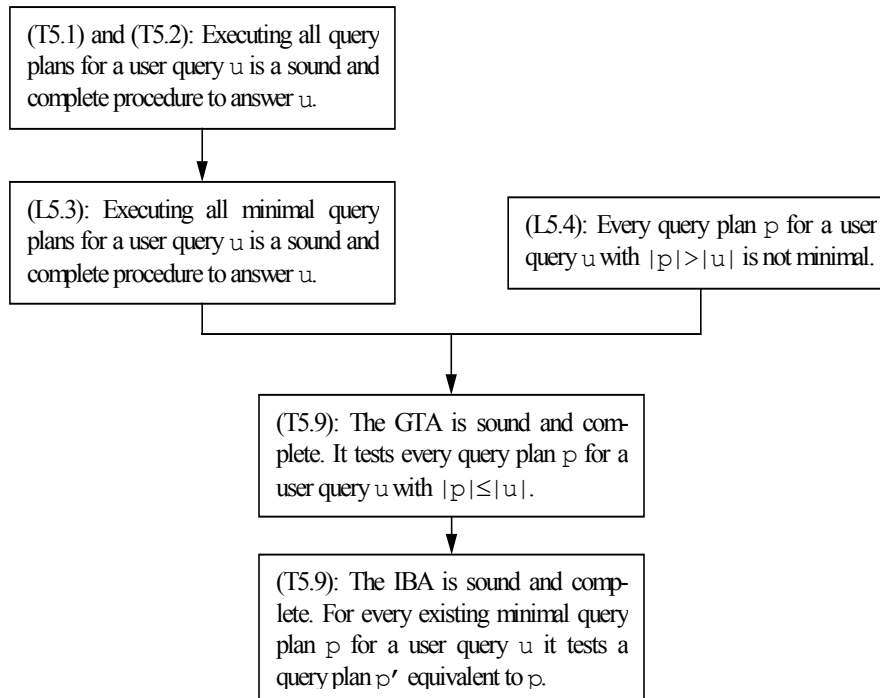 (T5.1) and (T5.2): Executing all query
plans for a user query u is a sound and
complete procedure to answer u.
(L5.3): Executing all minimal query
plans for a user query u is a sound and
complete procedure to answer u.
(L5.4): Every query plan p for a user
query u with |p|>|u| is not minimal.
(T5.9): The GTA is sound and com-
plete. It tests every query plan p for a
user query u with |p|≤|u|.
(T5.9): The IBA is sound and comp-
lete. For every existing minimal query
plan p for a user query u it tests a
query plan p' equivalent to p.